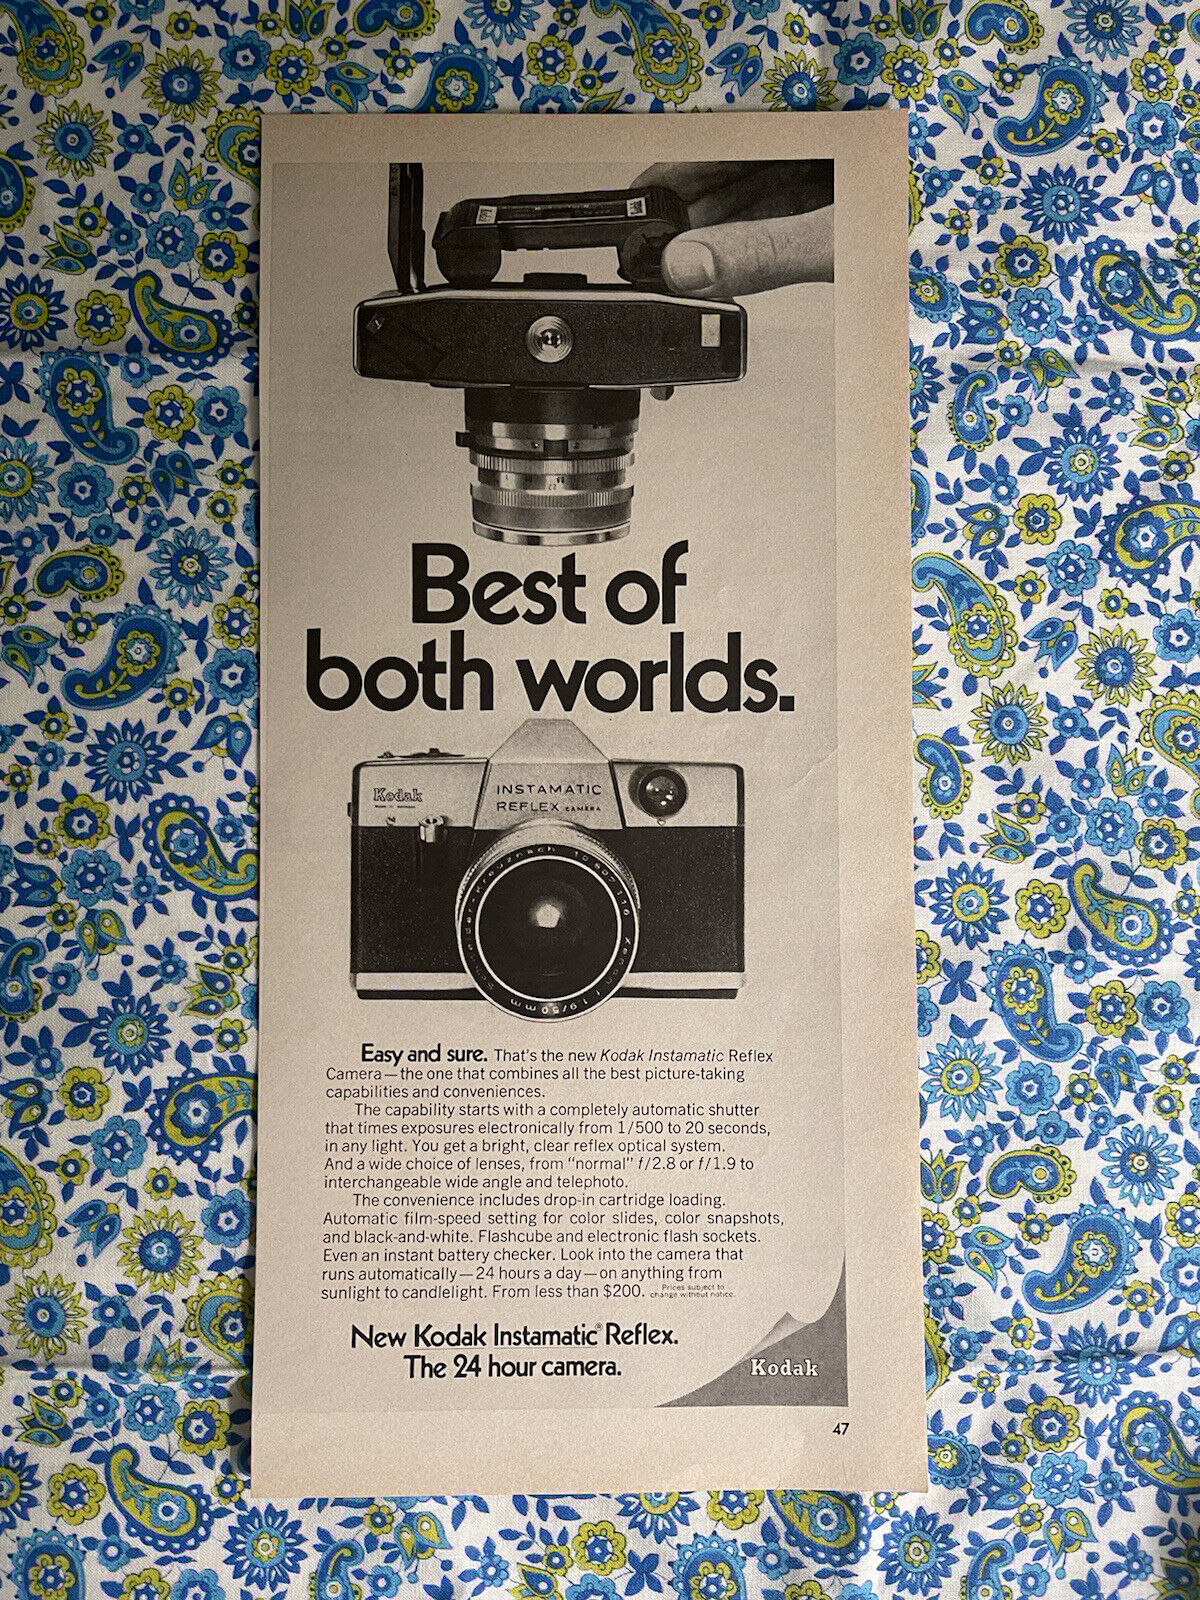 Best of
both worlds.
Kodak
INSTAMATIC
REFLEX CAMERA
Schneider-Kreuznach Xenon f:1.9/50mm
Easy and sure. That's the new Kodak Instamatic Reflex
Camera—the one that combines all the best picture-taking
capabilities and conveniences.
The capability starts with a completely automatic shutter
that times exposures electronically from 1/500 to 20 seconds,
in any light. You get a bright, clear reflex optical system.
And a wide choice of lenses, from "normal" f/2.8 or f/1.9 to
interchangeable wide angle and telephoto.
The convenience includes drop-in cartridge loading.
Automatic film-speed setting for color slides, color snapshots,
and black-and-white. Flashcube and electronic flash sockets.
Even an instant battery checker. Look into the camera that
runs automatically—24 hours a day—on anything from
sunlight to candlelight. From less than $200. Prices subject to
change without notice.
New Kodak Instamatic® Reflex.
The 24 hour camera.
Kodak
47